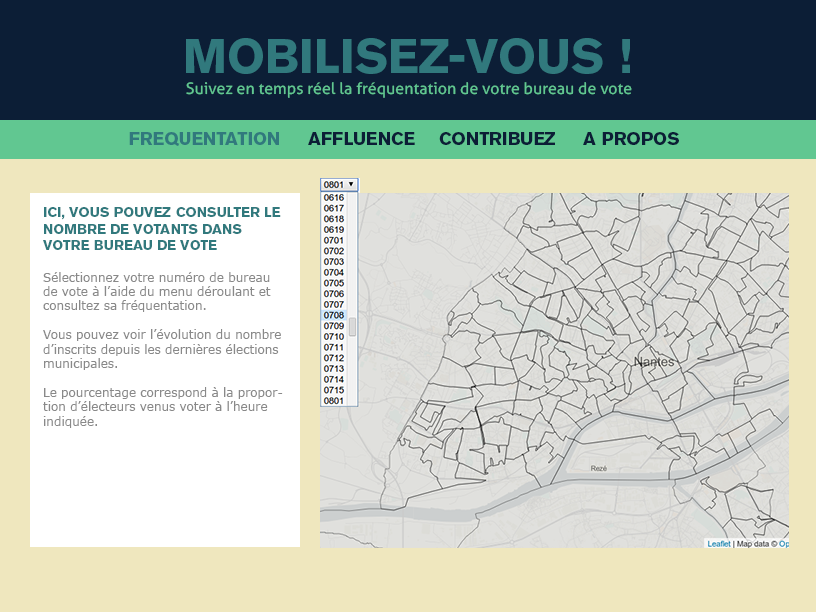 MOBILISEZ-VOUS !
Suivez en temps réel la fréquentation de votre bureau de vote
FREQUENTATION AFFLUENCE CONTRIBUEZ A PROPOS
ICI, VOUS POUVEZ CONSULTER LE
NOMBRE DE VOTANTS DANS
VOTRE BUREAU DE VOTE
Sélectionnez votre numéro de bureau
de vote à l'aide du menu déroulant et
consultez sa fréquentation.
Vous pouvez voir l'évolution du nombre
d'inscrits depuis les dernières élections
municipales.
Le pourcentage correspond à la propor-
tion d'électeurs venus voter à l'heure
indiquée.
0801
0616
0617
0618
0619
0701
0702
0703
0704
0705
0706
0707
0708
0709
0710
0711
0712
0713
0714
0715
0801
Nantes
Rezé
Leaflet | Map data © Op